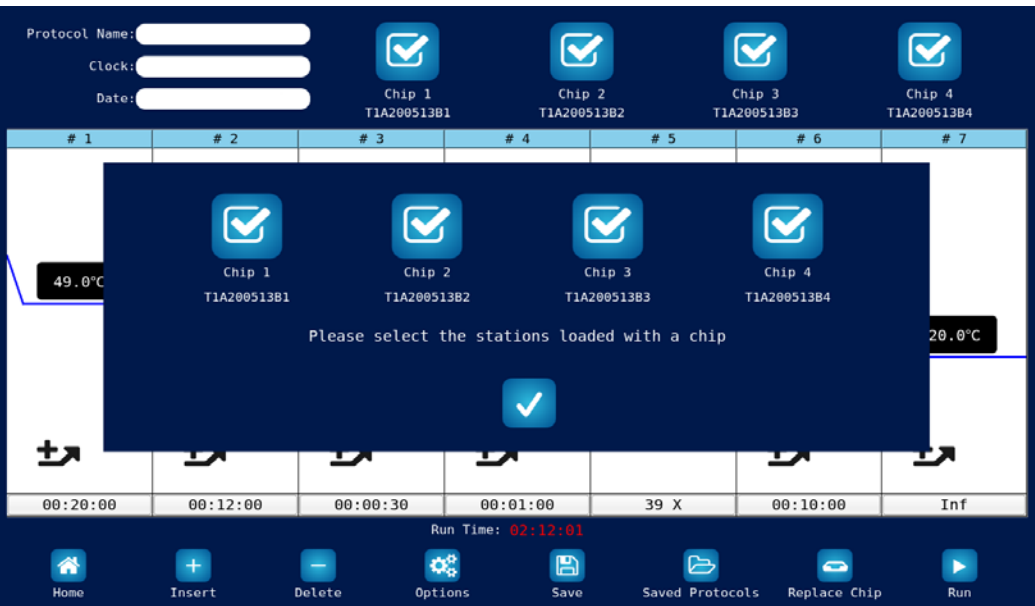 Protocol Name:
Clock:
Date:
Chip 1
T1A200513B1
Chip 2
T1A200513B2
Chip 3
T1A200513B3
Chip 4
T1A200513B4
# 1 # 2 # 3 # 4 # 5 # 6 # 7
49.0°C
Chip 1
T1A200513B1
Chip 2
T1A200513B2
Chip 3
T1A200513B3
Chip 4
T1A200513B4
Please select the stations loaded with a chip
20.0°C
00:20:00 00:12:00 00:00:30 00:01:00 39 X 00:10:00 Inf
Run Time: 02:12:01
Home Insert Delete Options Save Saved Protocols Replace Chip Run